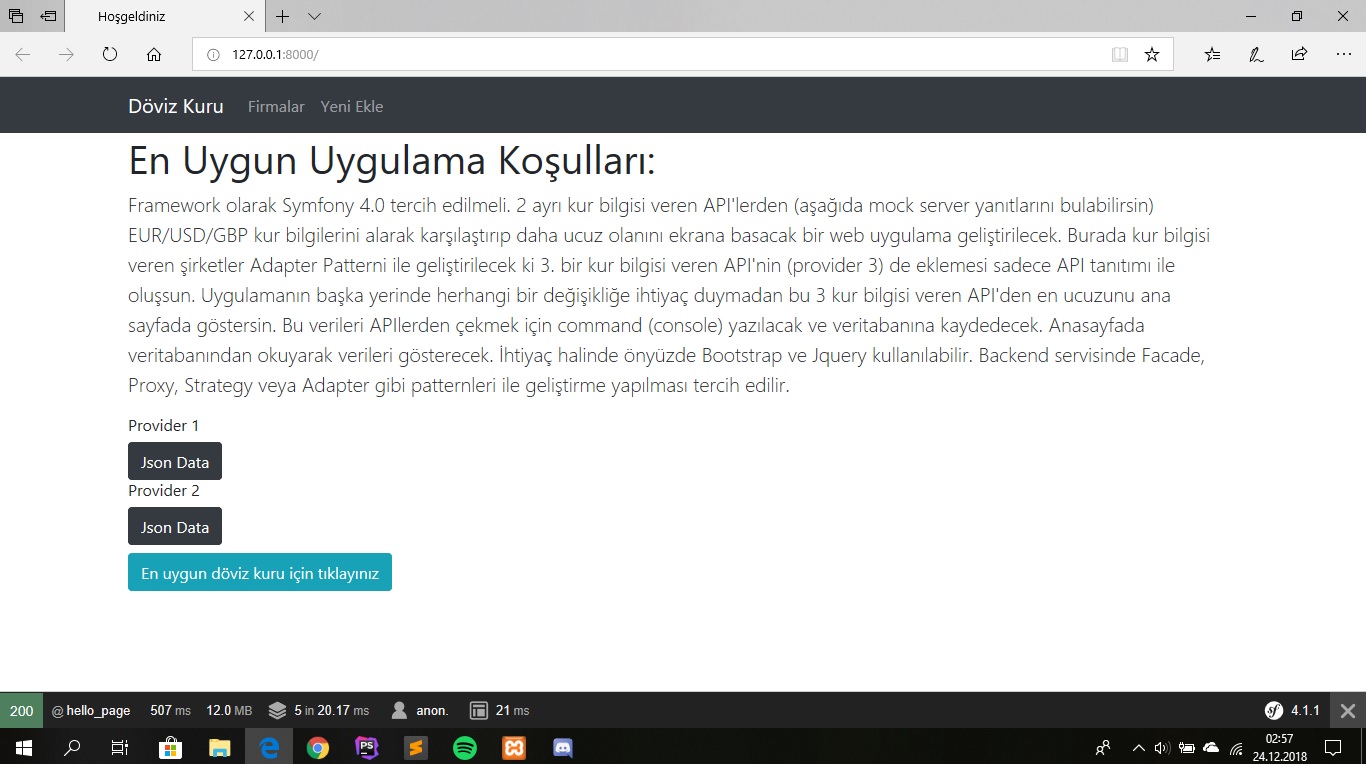 Hoşgeldiniz
127.0.0.1:8000/
Döviz Kuru Firmalar Yeni Ekle
En Uygun Uygulama Koşulları:
Framework olarak Symfony 4.0 tercih edilmeli. 2 ayrı kur bilgisi veren API'lerden (aşağıda mock server yanıtlarını bulabilirsin)
EUR/USD/GBP kur bilgilerini alarak karşılaştırıp daha ucuz olanını ekrana basacak bir web uygulama geliştirilecek. Burada kur bilgisi
veren şirketler Adapter Patterni ile geliştirilecek ki 3. bir kur bilgisi veren API'nin (provider 3) de eklemesi sadece API tanıtımı ile
oluşsun. Uygulamanın başka yerinde herhangi bir değişikliğe ihtiyaç duymadan bu 3 kur bilgisi veren API'den en ucuzunu ana
sayfada göstersin. Bu verileri APIlerden çekmek için command (console) yazılacak ve veritabanına kaydedecek. Anasayfada
veritabanından okuyarak verileri gösterecek. İhtiyaç halinde önyüzde Bootstrap ve Jquery kullanılabilir. Backend servisinde Facade,
Proxy, Strategy veya Adapter gibi patternleri ile geliştirme yapılması tercih edilir.
Provider 1
Json Data
Provider 2
Json Data
En uygun döviz kuru için tıklayınız
200 @ hello_page 507 ms 12.0 MB 5 in 20.17 ms anon. 21 ms sf 4.1.1
PS
02:57
24.12.2018